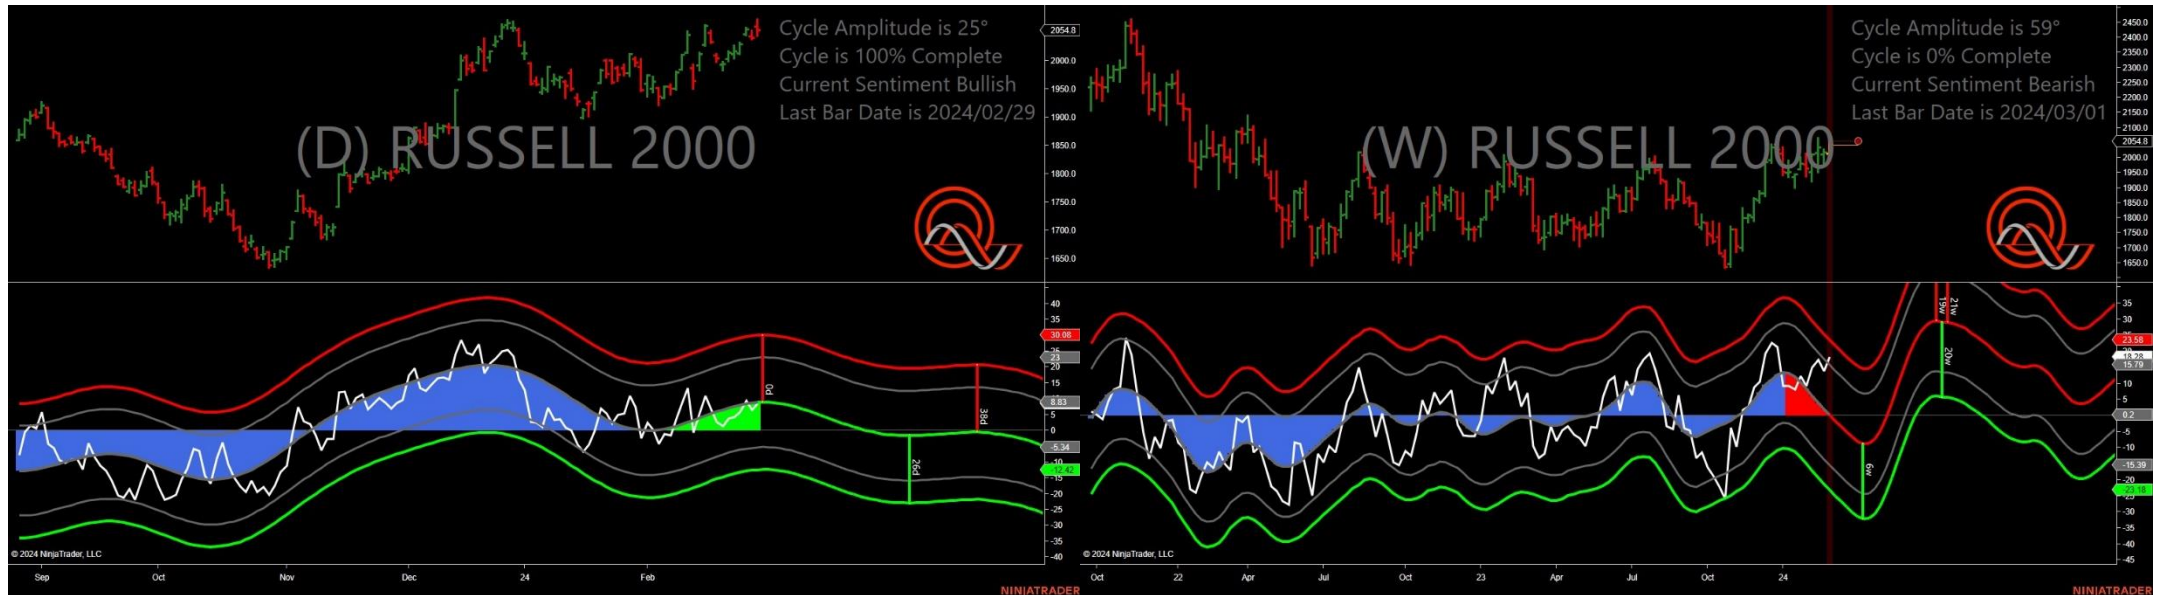 Cycle Amplitude is 25°
Cycle is 100% Complete
Current Sentiment Bullish
Last Bar Date is 2024/02/29
(D) RUSSELL 2000
2054.8
2000.0
1950.0
1900.0
1850.0
1800.0
1750.0
1700.0
1650.0
40
35
30.08
23
20
15
8.83
5
0
-5.34
-12.42
-15
-20
-25
-30
-35
-40
0d
38d
26d
© 2024 NinjaTrader, LLC
Sep Oct Nov Dec 24 Feb
NINJATRADER
Cycle Amplitude is 59°
Cycle is 0% Complete
Current Sentiment Bearish
Last Bar Date is 2024/03/01
(W) RUSSELL 2000
2450.0
2400.0
2350.0
2300.0
2250.0
2200.0
2150.0
2100.0
2054.8
2000.0
1950.0
1900.0
1850.0
1800.0
1750.0
1700.0
1650.0
35
30
23.58
18.28
15.79
10
5
0.2
-5
-10
-15.39
-23.18
-30
-35
-40
-45
19w
21w
20w
6w
© 2024 NinjaTrader, LLC
Oct 22 Apr Jul Oct 23 Apr Jul Oct 24
NINJATRADER